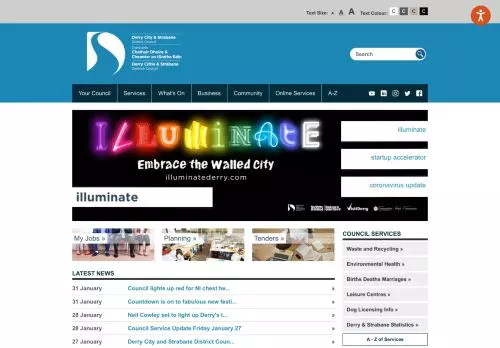 Text Size: A A A Text Colour: C C C C
Derry City & Strabane
District Council
Comhairle
Chathair Dhoire &
Cheantar an tSratha Báin
Derry Cittie & Stràbane
Destrick Cooncil
Search
Your Council Services What's On Business Community Online Services A-Z
ILLUMINATE
Embrace the Walled City
illuminatederry.com
illuminate
illuminate
startup accelerator
coronavirus update
Visit Derry
My Jobs »
Planning »
Tenders »
COUNCIL SERVICES
Waste and Recycling »
Environmental Health »
Births Deaths Marriages »
Leisure Centres »
Dog Licensing Info »
Derry & Strabane Statistics »
A - Z of Services
LATEST NEWS
31 January Council lights up red for NI chest he... »
31 January Countdown is on to fabulous new festi... »
28 January Neil Cowley set to light up Derry's i... »
28 January Council Service Update Friday January 27 »
27 January Derry City and Strabane District Coun... »